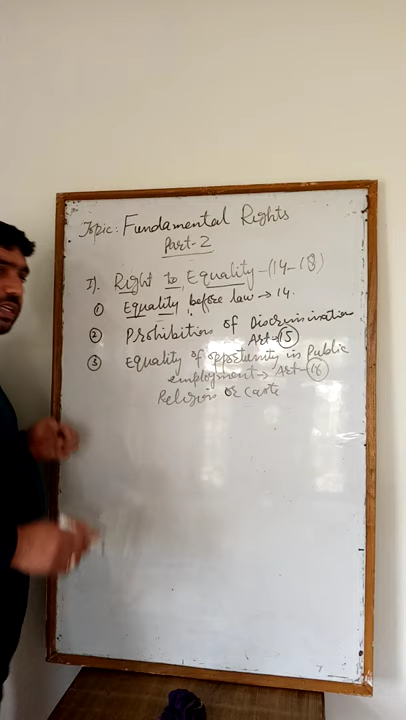 Topic: Fundamental Rights
Part-2
I). Right to Equality-(14-18)
① Equality before law → 14.
② Prohibition of Discrimination
Art-15
③ Equality of opportunity in Public
employment → Art-16
Religion or Caste